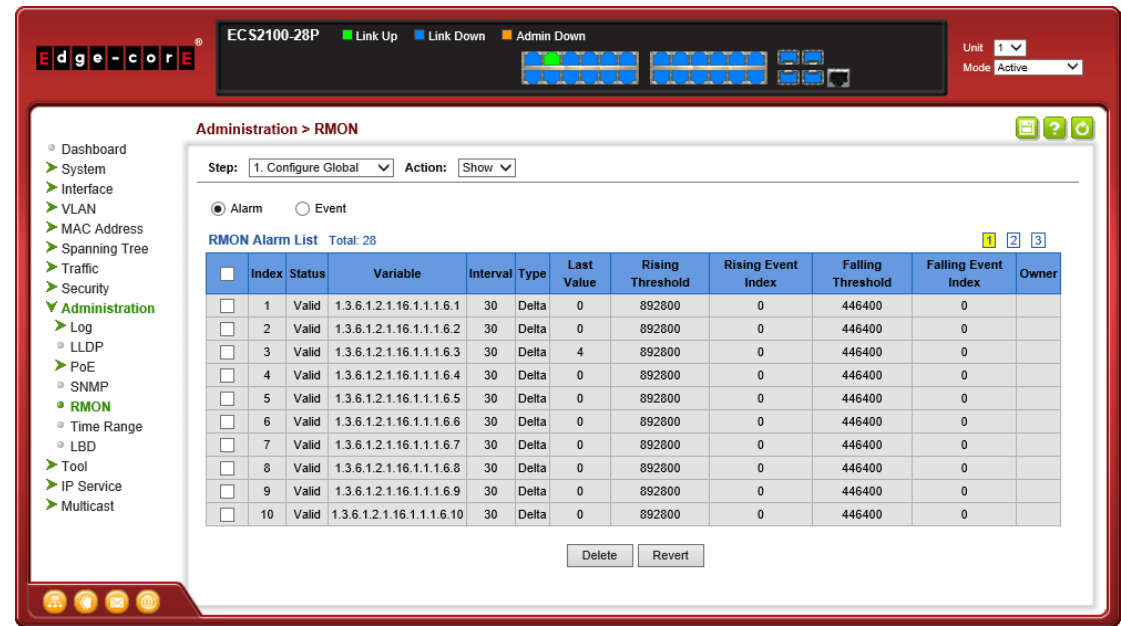 Edge-corE®
ECS2100-28P Link Up Link Down Admin Down
Unit 1
Mode Active
Administration > RMON
Dashboard
System
Interface
VLAN
MAC Address
Spanning Tree
Traffic
Security
Administration
Log
LLDP
PoE
SNMP
RMON
Time Range
LBD
Tool
IP Service
Multicast
Step: 1. Configure Global Action: Show
Alarm Event
RMON Alarm List Total: 28 1 2 3
Index Status Variable Interval Type Last Value Rising Threshold Rising Event Index Falling Threshold Falling Event Index Owner
1 Valid 1.3.6.1.2.1.16.1.1.1.6.1 30 Delta 0 892800 0 446400 0
2 Valid 1.3.6.1.2.1.16.1.1.1.6.2 30 Delta 0 892800 0 446400 0
3 Valid 1.3.6.1.2.1.16.1.1.1.6.3 30 Delta 4 892800 0 446400 0
4 Valid 1.3.6.1.2.1.16.1.1.1.6.4 30 Delta 0 892800 0 446400 0
5 Valid 1.3.6.1.2.1.16.1.1.1.6.5 30 Delta 0 892800 0 446400 0
6 Valid 1.3.6.1.2.1.16.1.1.1.6.6 30 Delta 0 892800 0 446400 0
7 Valid 1.3.6.1.2.1.16.1.1.1.6.7 30 Delta 0 892800 0 446400 0
8 Valid 1.3.6.1.2.1.16.1.1.1.6.8 30 Delta 0 892800 0 446400 0
9 Valid 1.3.6.1.2.1.16.1.1.1.6.9 30 Delta 0 892800 0 446400 0
10 Valid 1.3.6.1.2.1.16.1.1.1.6.10 30 Delta 0 892800 0 446400 0
Delete Revert